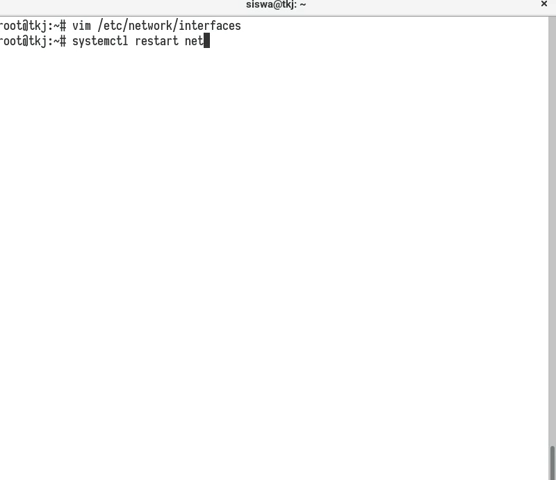 siswa@tkj: ~
root@tkj:~# vim /etc/network/interfaces
root@tkj:~# systemctl restart net